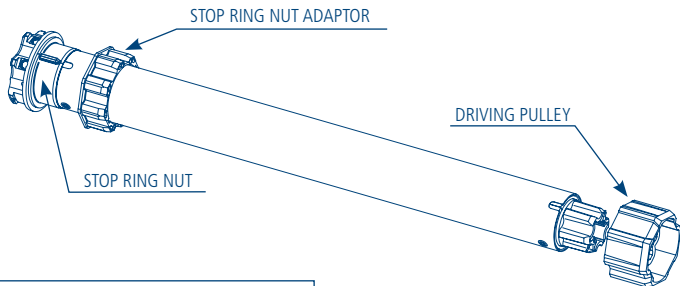 STOP RING NUT ADAPTOR
DRIVING PULLEY
STOP RING NUT